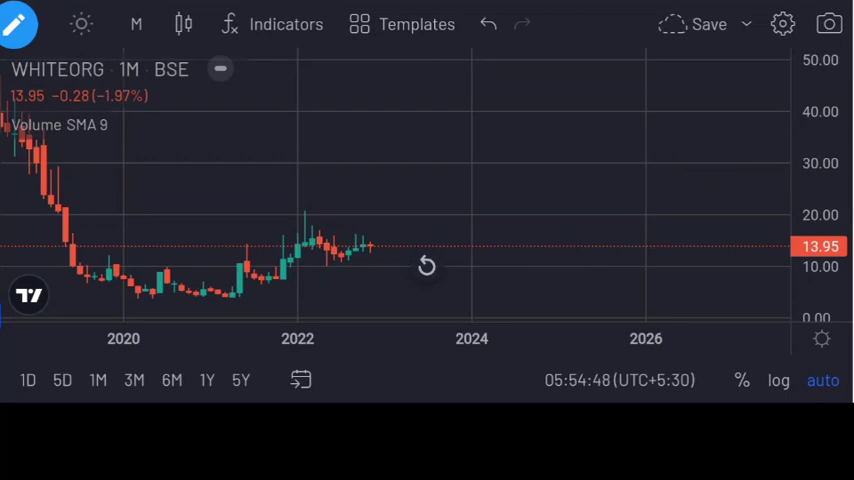 M Indicators Templates Save
WHITEORG · 1M · BSE
13.95 −0.28 (−1.97%)
Volume SMA 9
50.00
40.00
30.00
20.00
13.95
10.00
0.00
2020 2022 2024 2026
1D 5D 1M 3M 6M 1Y 5Y 05:54:48 (UTC+5:30) % log auto